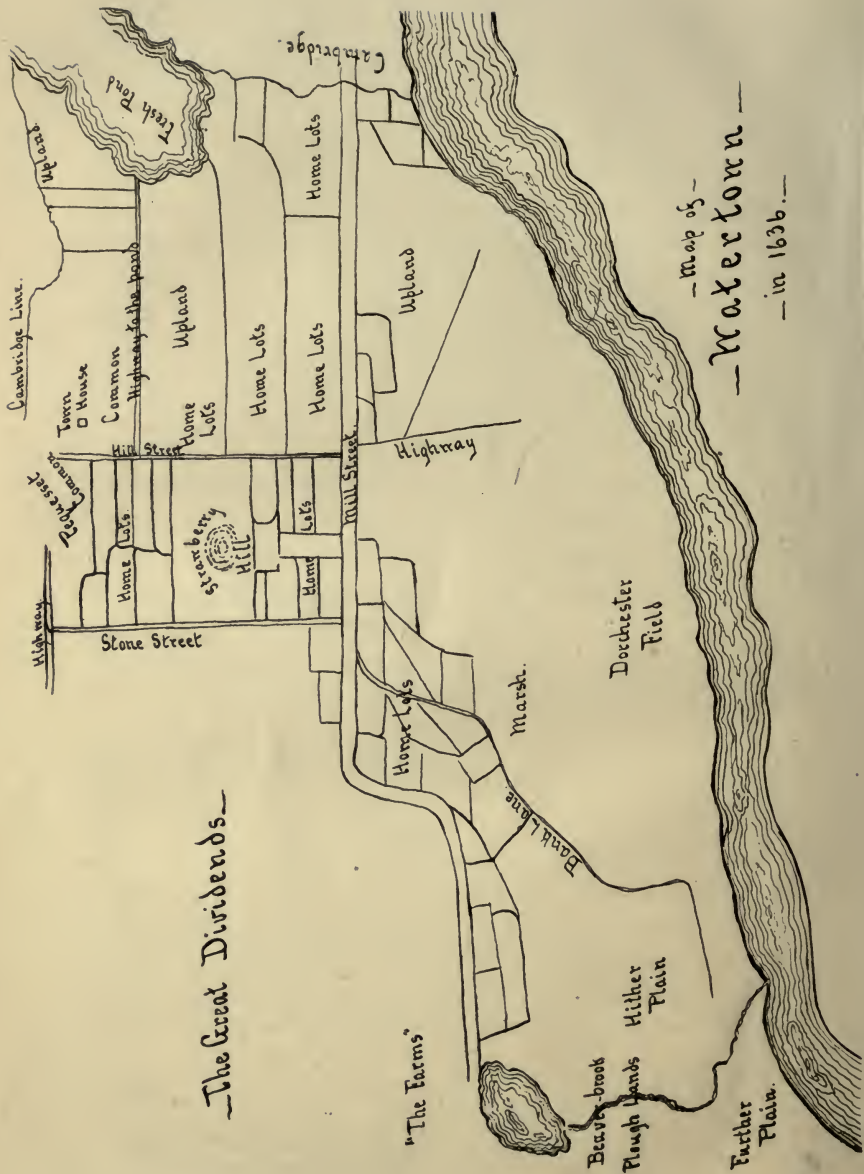 —Map of—
—Watertown—
—in 1636.—
—The Great Dividends—
"The Farms"
Cambridge Line.
Upland.
Fresh Pond
Town
House
Common
Highway to the pond
Upland
Home
Lots
Home Lots
Home Lots
Home Lots
Cambridge.
Hill Street
Pequesset
Common
Highway.
Stone Street
Home Lots
Strawberry
Hill
Home Lots
Mill Street.
Upland
Highway
Home Lots
Marsh.
Dorchester
Field
Bank Lane.
Hither
Plain
Beaver-brook
Plough Lands
Further
Plain.